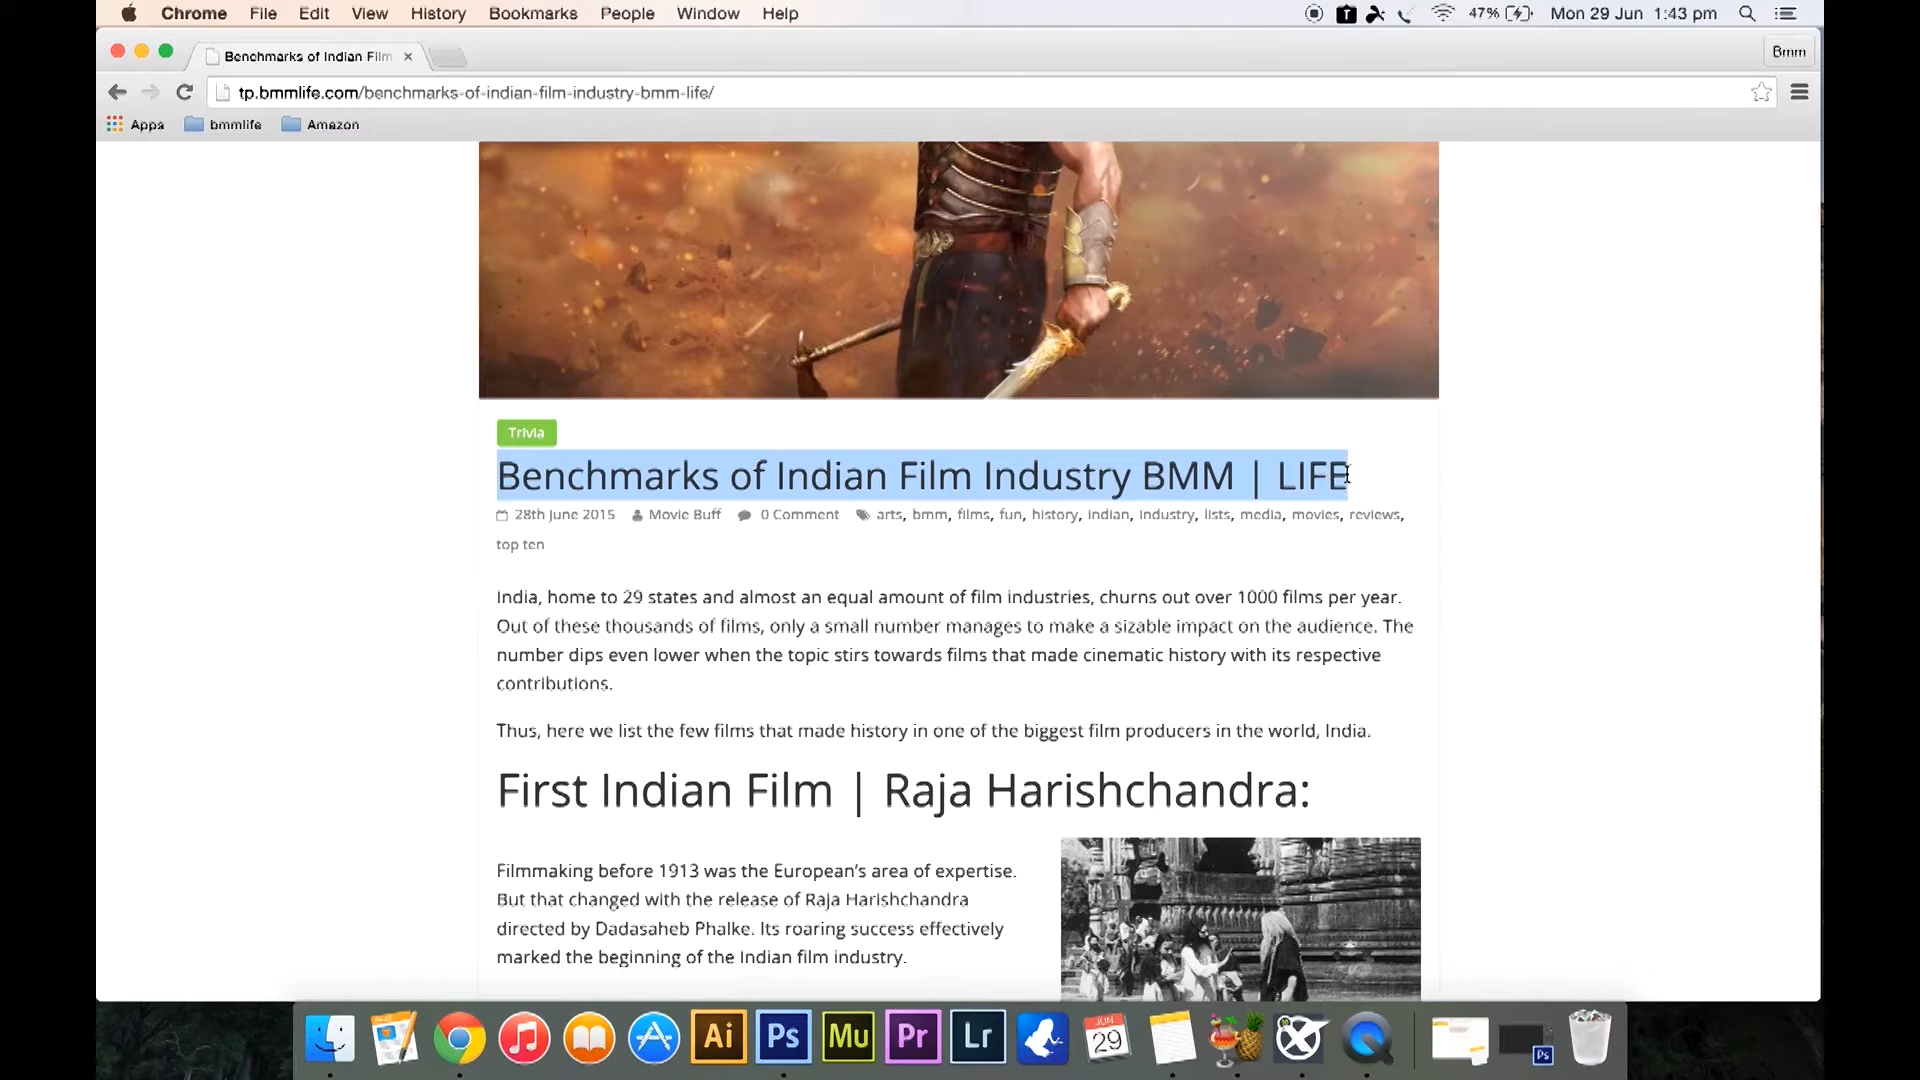 Chrome File Edit View History Bookmarks People Window Help 47% Mon 29 Jun 1:43 pm
Benchmarks of Indian Film Bmm
tp.bmmlife.com/benchmarks-of-indian-film-industry-bmm-life/
Apps bmmlife Amazon
Trivia
Benchmarks of Indian Film Industry BMM | LIFE
28th June 2015 Movie Buff 0 Comment arts, bmm, films, fun, history, indian, industry, lists, media, movies, reviews,
top ten
India, home to 29 states and almost an equal amount of film industries, churns out over 1000 films per year.
Out of these thousands of films, only a small number manages to make a sizable impact on the audience. The
number dips even lower when the topic stirs towards films that made cinematic history with its respective
contributions.
Thus, here we list the few films that made history in one of the biggest film producers in the world, India.
First Indian Film | Raja Harishchandra:
Filmmaking before 1913 was the European’s area of expertise.
But that changed with the release of Raja Harishchandra
directed by Dadasaheb Phalke. Its roaring success effectively
marked the beginning of the Indian film industry.
Ai Ps Mu Pr Lr JUN 29 Ps